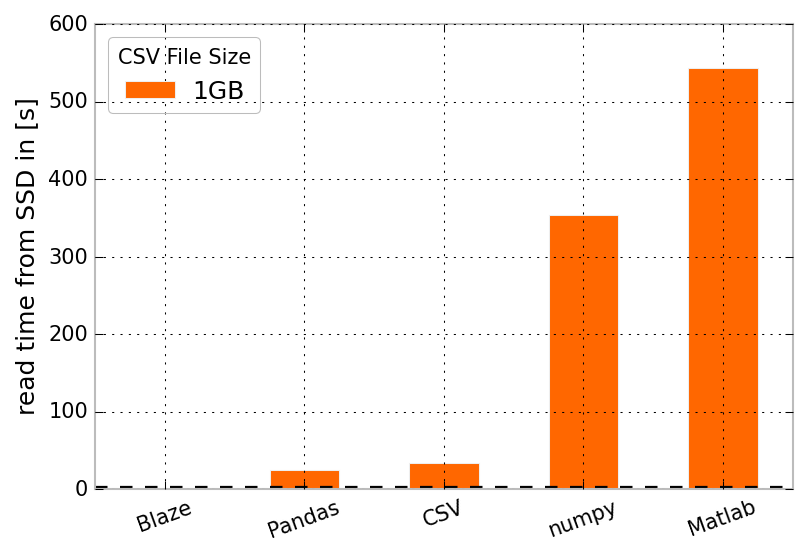 600
500
400
300
200
100
0
read time from SSD in [s]
CSV File Size
1GB
Blaze
Pandas
CSV
numpy
Matlab